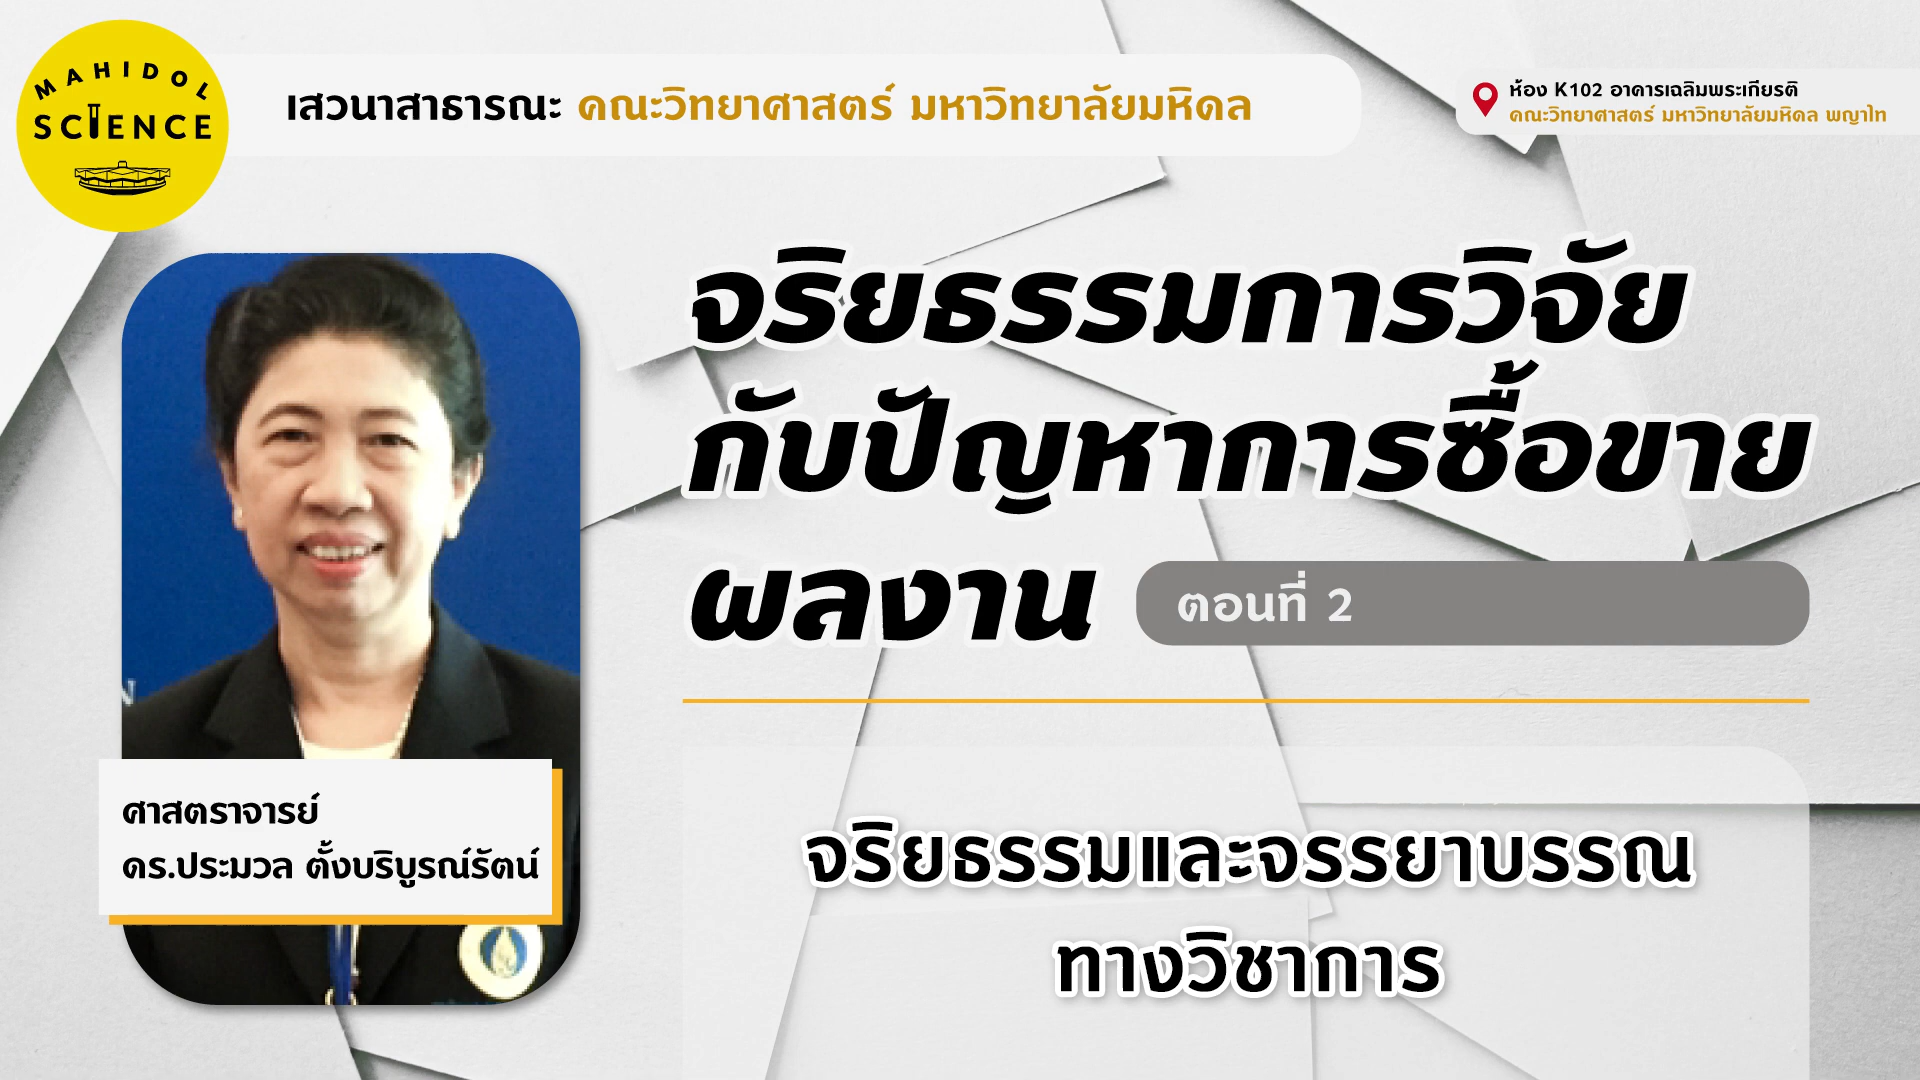 MAHIDOL
SCIENCE
เสวนาสาธารณะ คณะวิทยาศาสตร์ มหาวิทยาลัยมหิดล
ห้อง K102 อาคารเฉลิมพระเกียรติ
คณะวิทยาศาสตร์ มหาวิทยาลัยมหิดล พญาไท
จริยธรรมการวิจัย
กับปัญหาการซื้อขาย
ผลงาน ตอนที่ 2
N
ศาสตราจารย์
ดร.ประมวล ตั้งบริบูรณ์รัตน์
จริยธรรมและจรรยาบรรณ
ทางวิชาการ